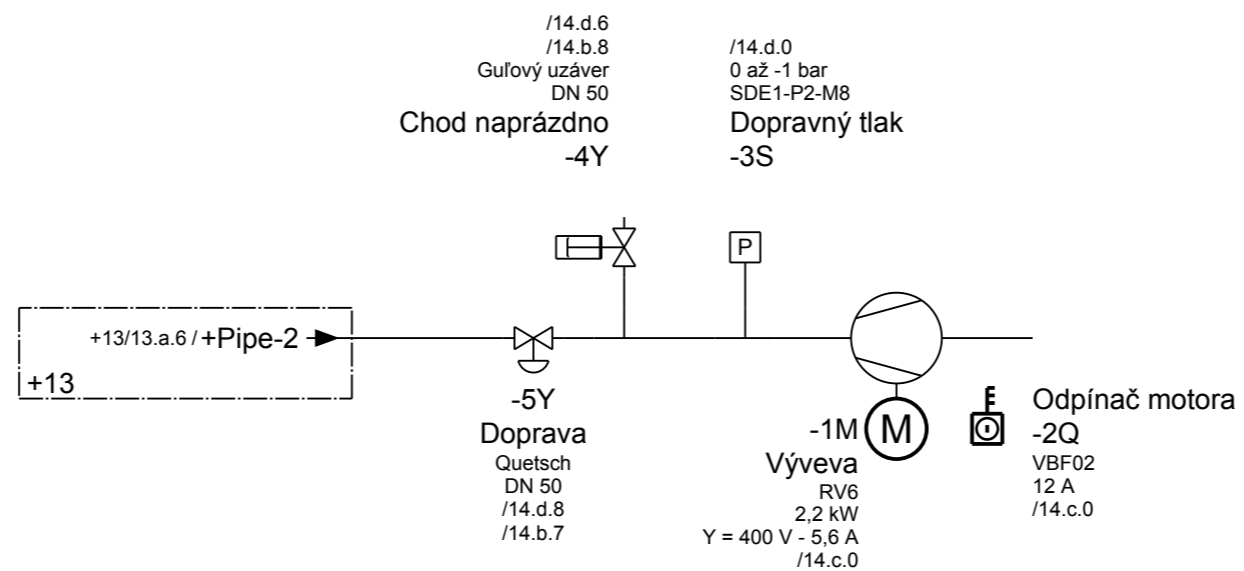 /14.d.6
/14.b.8
Guľový uzáver
DN 50
Chod naprázdno
-4Y
/14.d.0
0 až -1 bar
SDE1-P2-M8
Dopravný tlak
-3S
P
+13/13.a.6 / +Pipe-2
+13
-5Y
Doprava
Quetsch
DN 50
/14.d.8
/14.b.7
-1M
M
Výveva
RV6
2,2 kW
Y = 400 V - 5,6 A
/14.c.0
Odpínač motora
-2Q
VBF02
12 A
/14.c.0